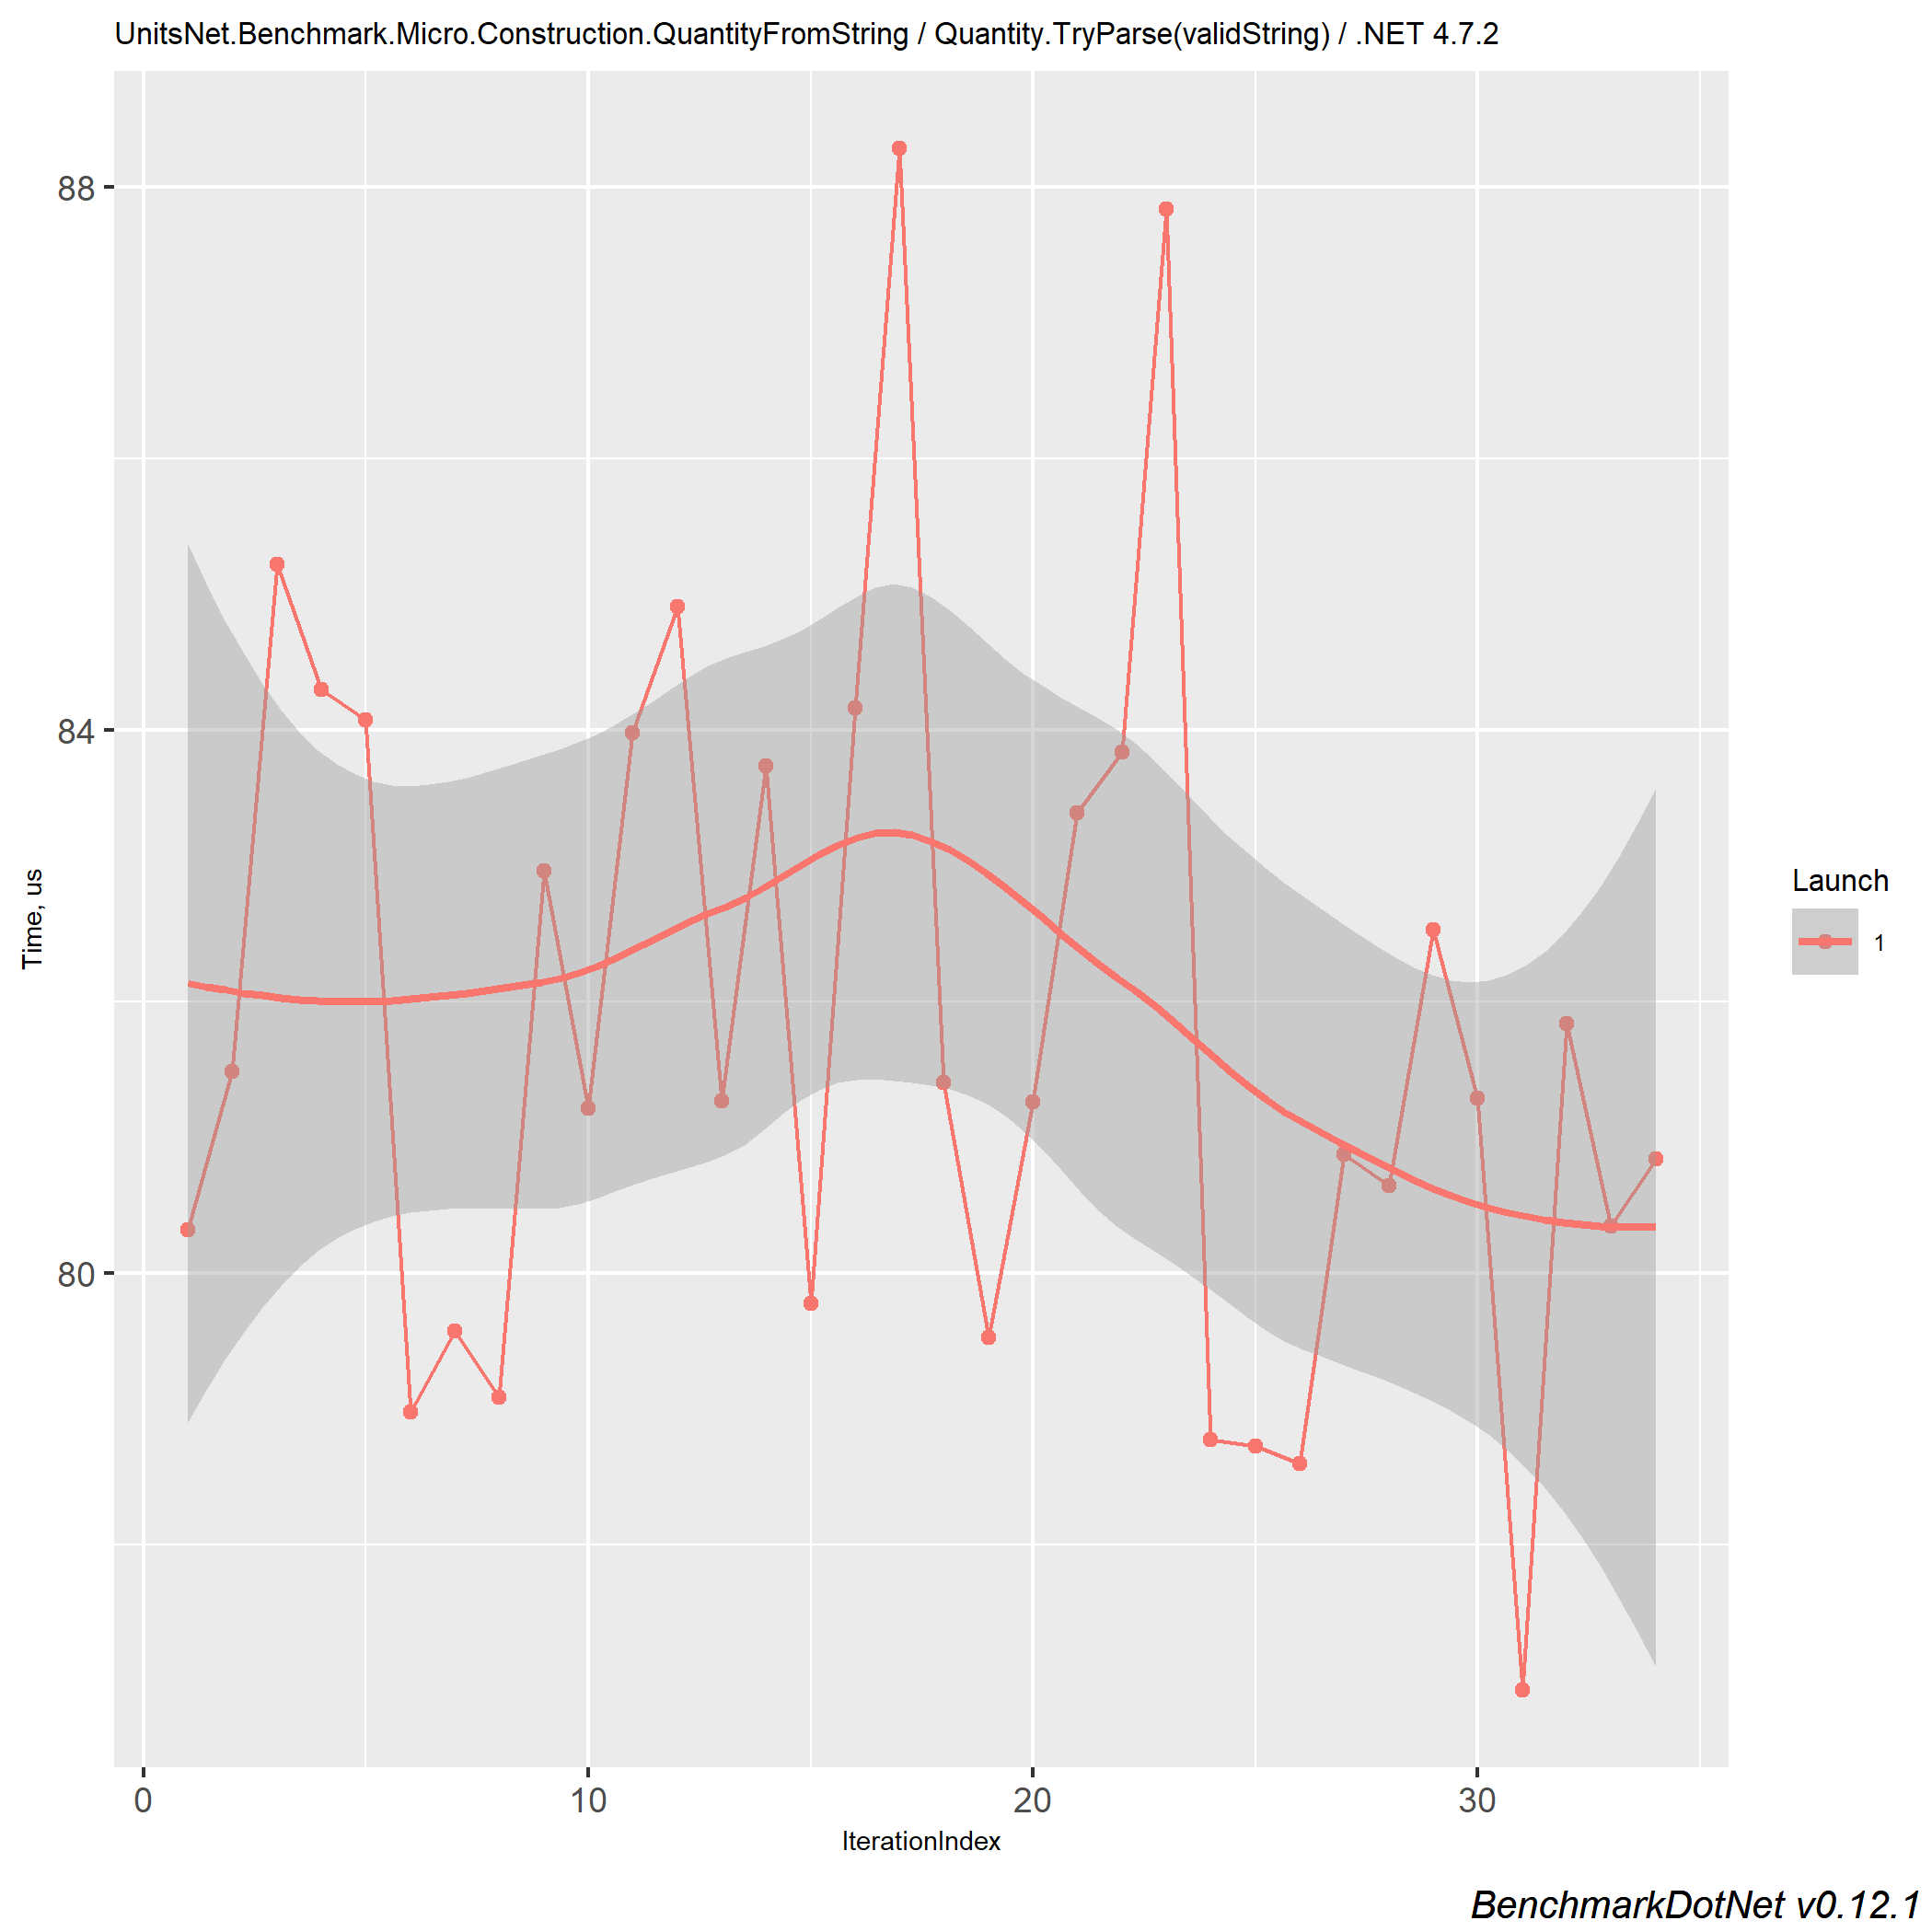 UnitsNet.Benchmark.Micro.Construction.QuantityFromString / Quantity.TryParse(validString) / .NET 4.7.2
88
84
80
Time, us
0 10 20 30
IterationIndex
Launch
1
BenchmarkDotNet v0.12.1